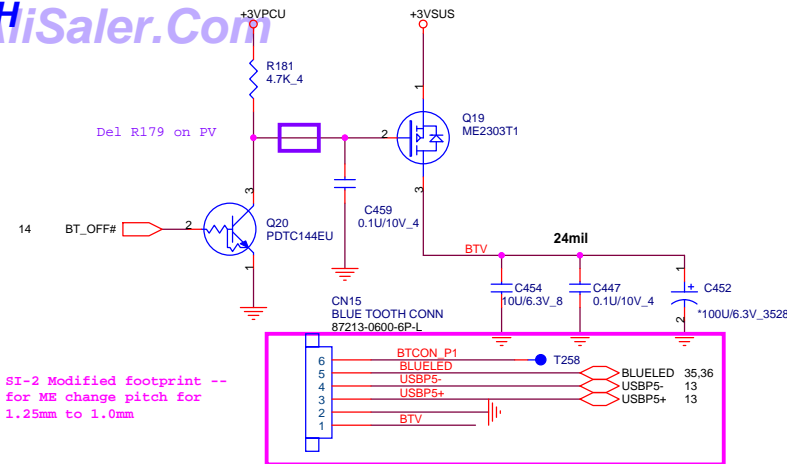 H
AliSaler.Com
+3VPCU
+3VSUS
R181
4.7K_4
1
Q19
ME2303T1
Del R179 on PV
2
3
3
C459
0.1U/10V_4
14
BT_OFF#
2
Q20
PDTC144EU
1
BTV
24mil
1
+
C454
10U/6.3V_8
C447
0.1U/10V_4
C452
*100U/6.3V_3528
2
CN15
BLUE TOOTH CONN
87213-0600-6P-L
6
BTCON_P1
T258
5
BLUELED
BLUELED 35,36
4
USBP5-
USBP5- 13
3
USBP5+
USBP5+ 13
2
1
BTV
SI-2 Modified footprint --
for ME change pitch for
1.25mm to 1.0mm